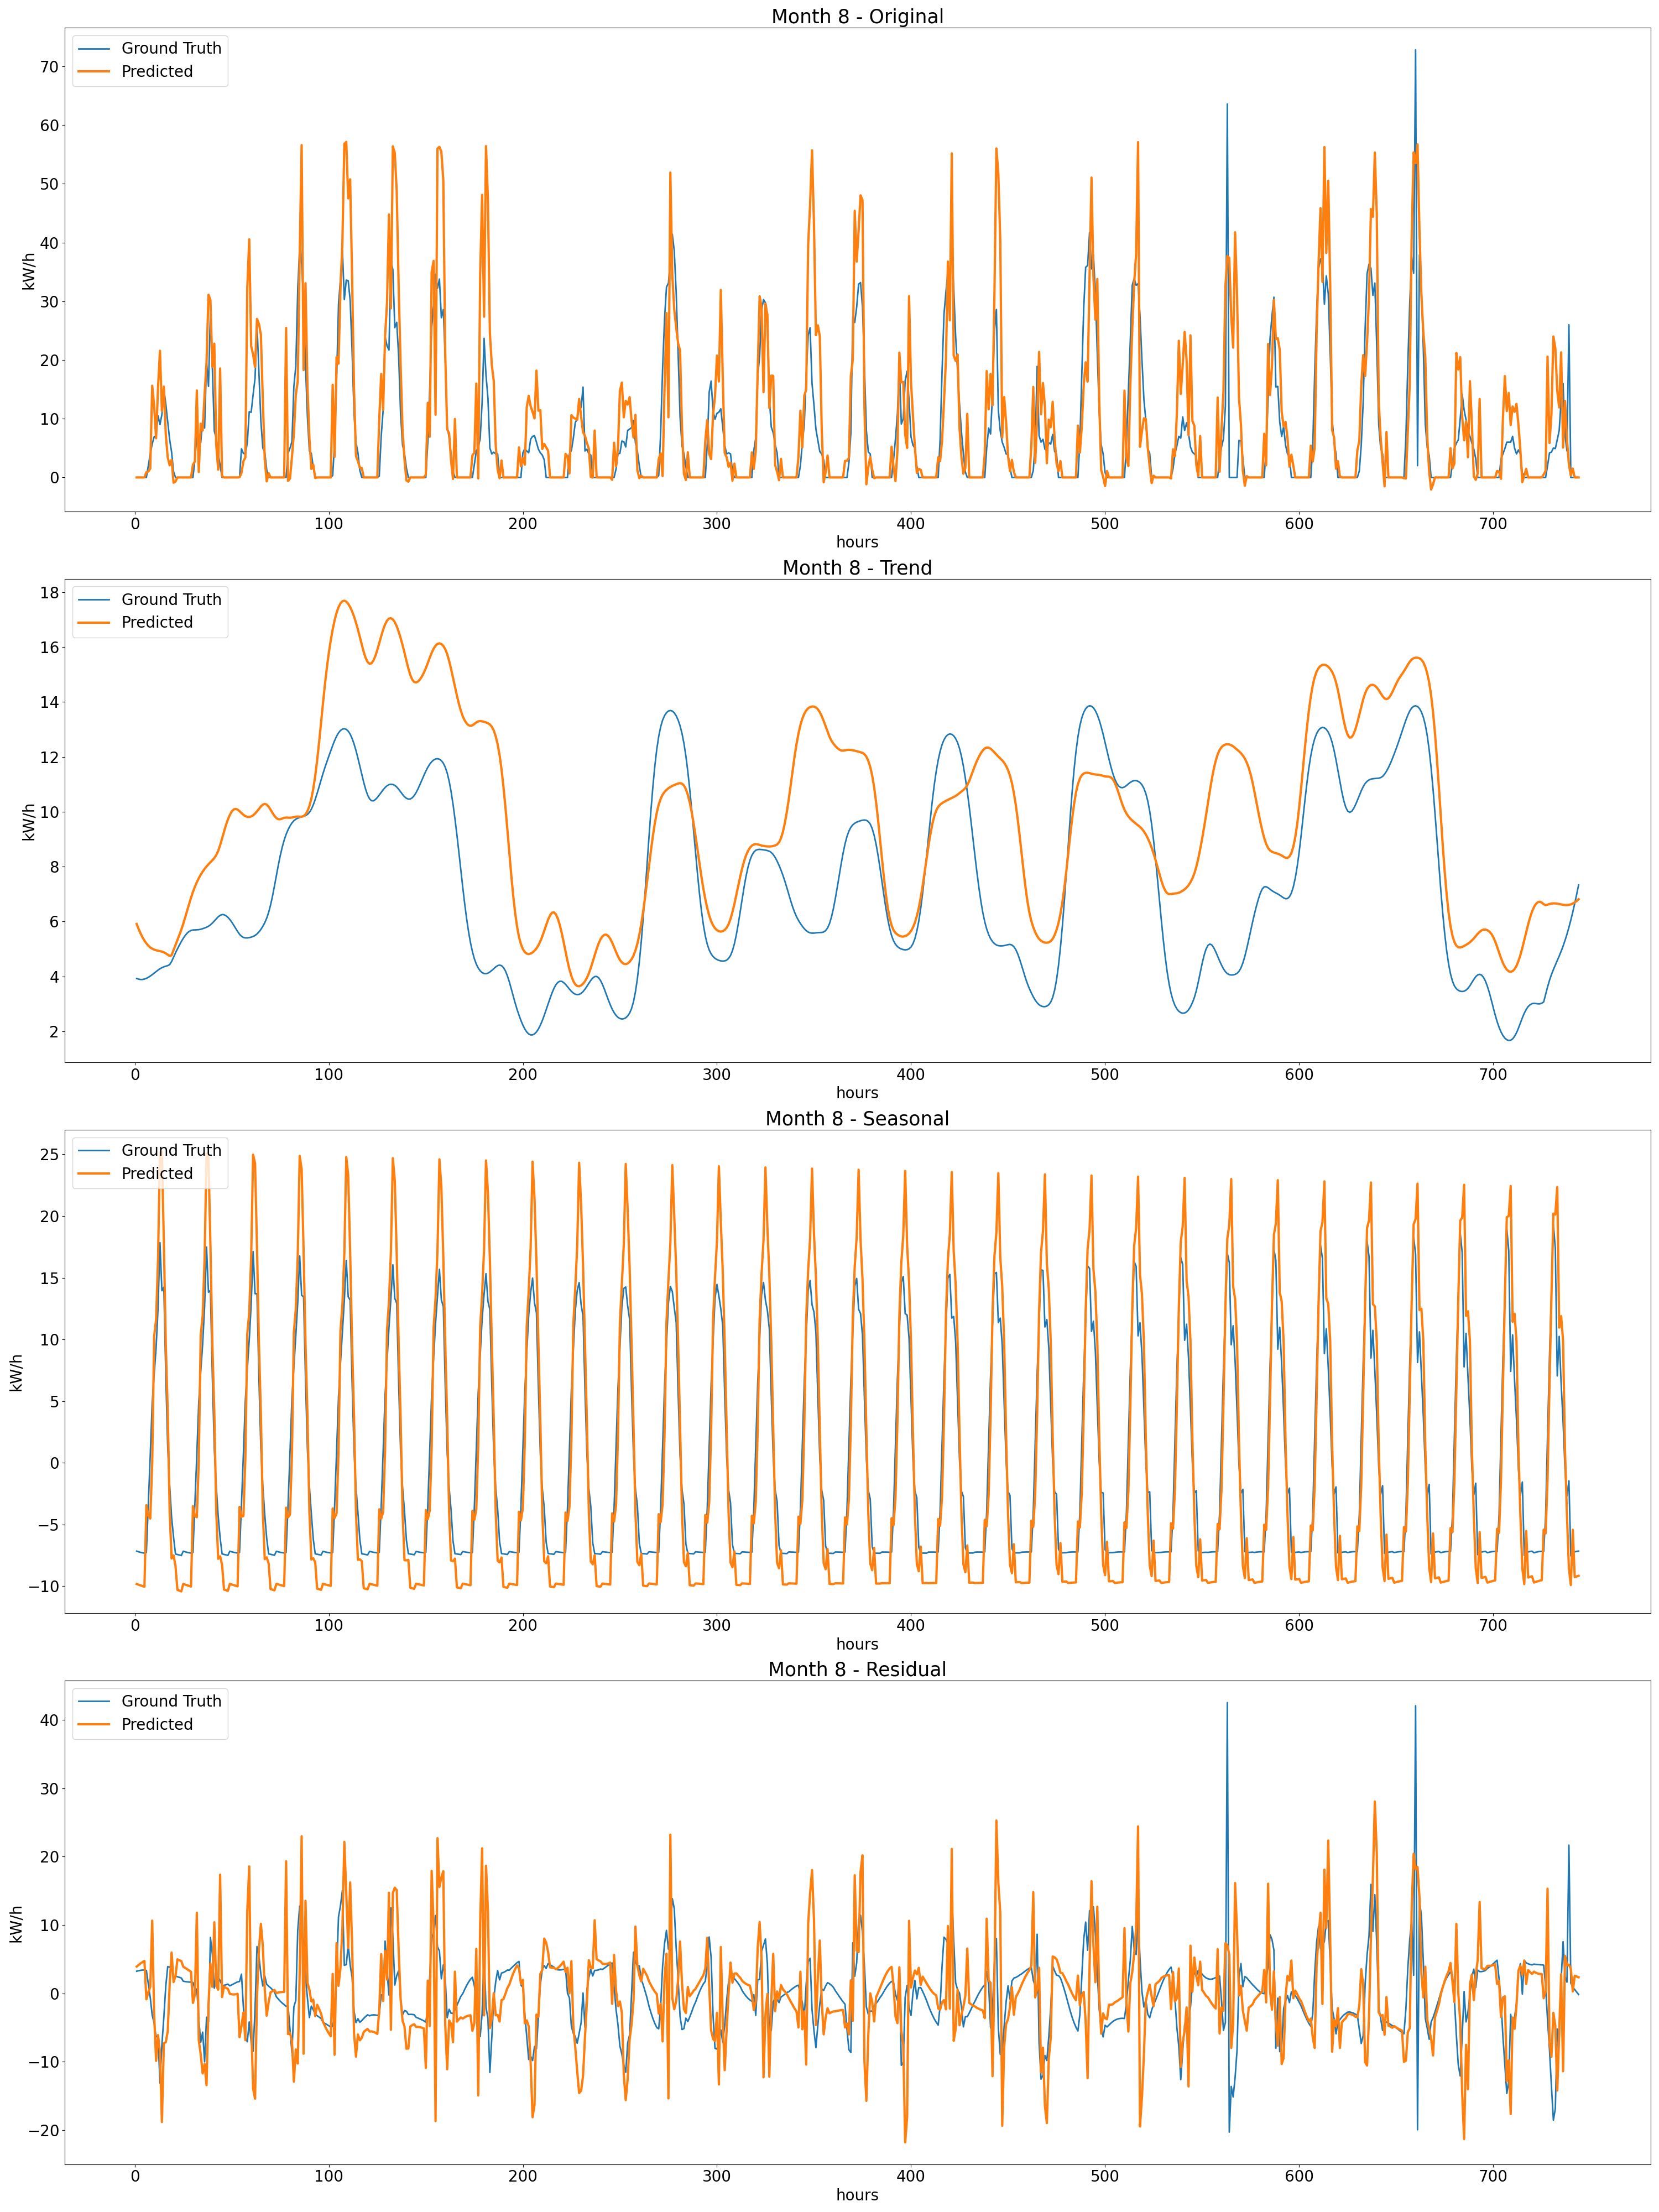 Month 8 - Original
Ground Truth
Predicted
kW/h
70
60
50
40
30
20
10
0
0 100 200 300 400 500 600 700
hours
Month 8 - Trend
Ground Truth
Predicted
kW/h
18
16
14
12
10
8
6
4
2
0 100 200 300 400 500 600 700
hours
Month 8 - Seasonal
Ground Truth
Predicted
kW/h
25
20
15
10
5
0
−5
−10
0 100 200 300 400 500 600 700
hours
Month 8 - Residual
Ground Truth
Predicted
kW/h
40
30
20
10
0
−10
−20
0 100 200 300 400 500 600 700
hours